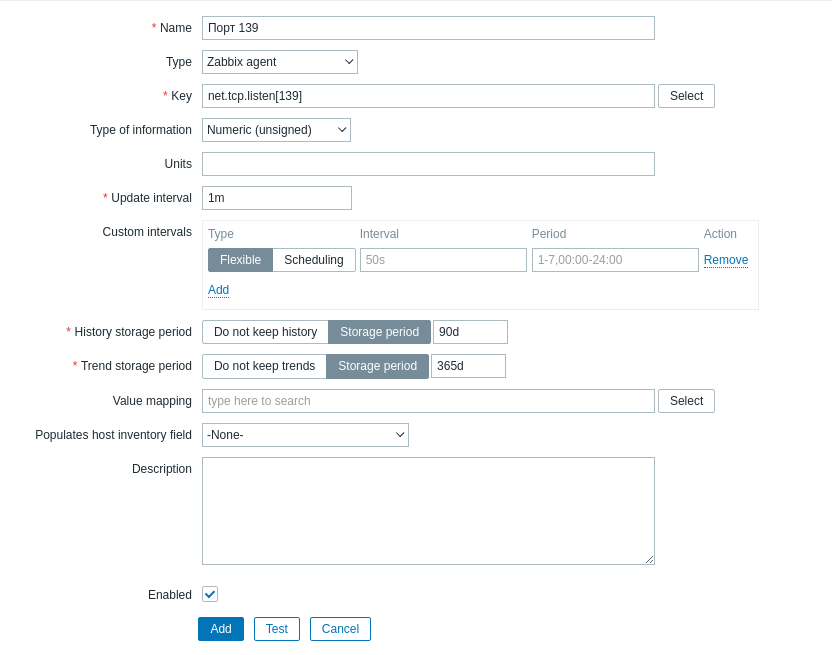 * Name Порт 139
Type Zabbix agent
* Key net.tcp.listen[139] Select
Type of information Numeric (unsigned)
Units
* Update interval 1m
Custom intervals Type Interval Period Action
Flexible Scheduling 50s 1-7,00:00-24:00 Remove
Add
* History storage period Do not keep history Storage period 90d
* Trend storage period Do not keep trends Storage period 365d
Value mapping type here to search Select
Populates host inventory field -None-
Description
Enabled
Add Test Cancel